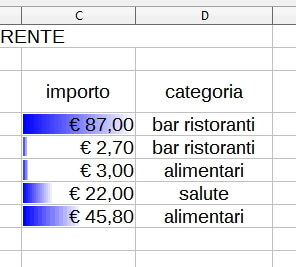 C D
RENTE
importo categoria
€ 87,00 bar ristoranti
€ 2,70 bar ristoranti
€ 3,00 alimentari
€ 22,00 salute
€ 45,80 alimentari